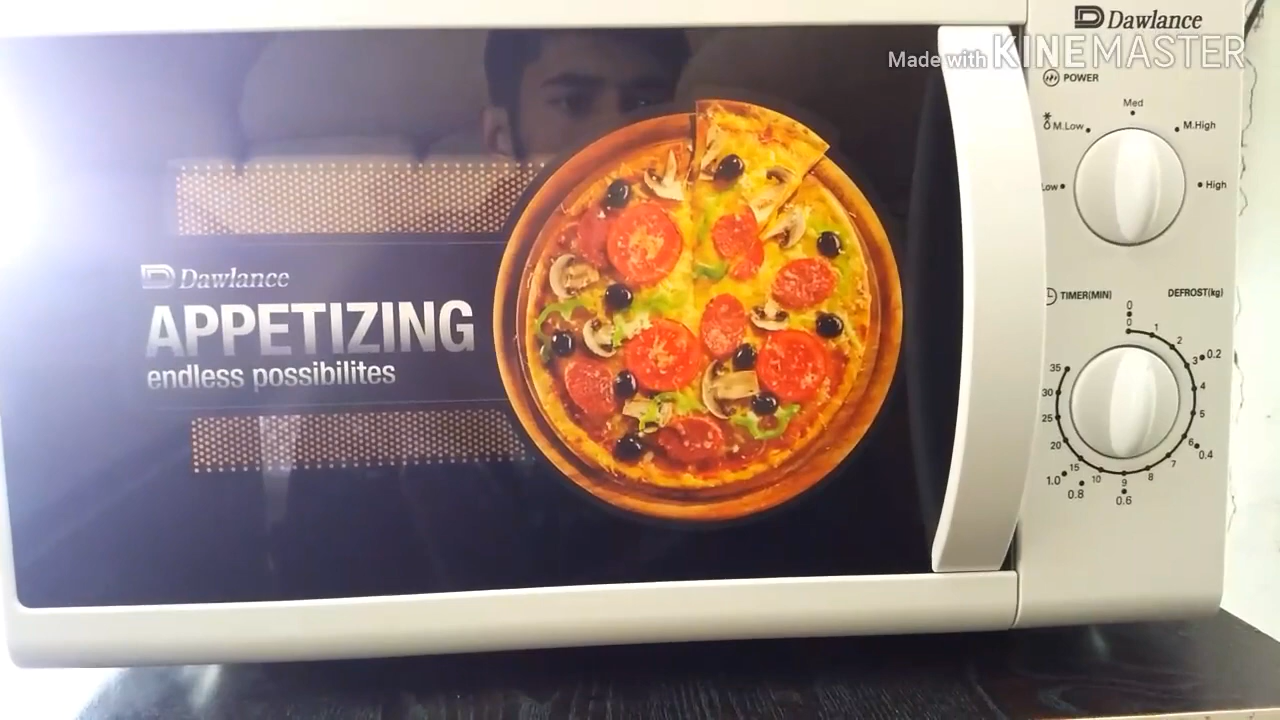 Dawlance
APPETIZING
endless possibilites
Dawlance
Made with KINEMASTER
POWER
Med
M.Low
M.High
Low
High
TIMER(MIN)
DEFROST(kg)
0
0
1
2
3
0.2
4
5
6
0.4
7
8
9
0.6
10
0.8
15
1.0
20
25
30
35